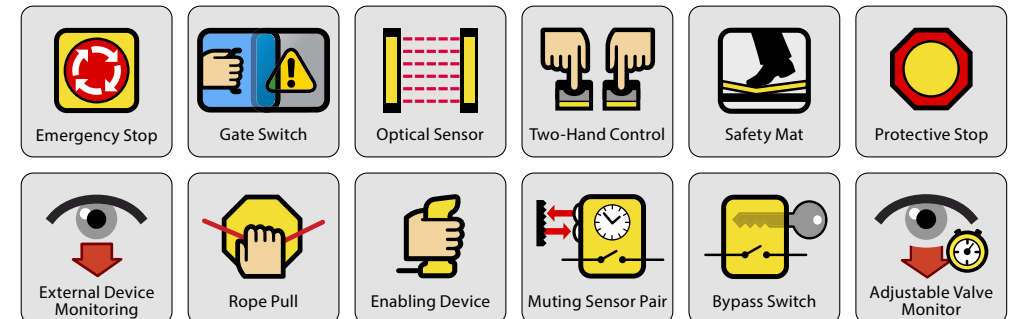 Emergency Stop
Gate Switch
Optical Sensor
Two-Hand Control
Safety Mat
Protective Stop
External Device
Monitoring
Rope Pull
Enabling Device
Muting Sensor Pair
Bypass Switch
Adjustable Valve
Monitor